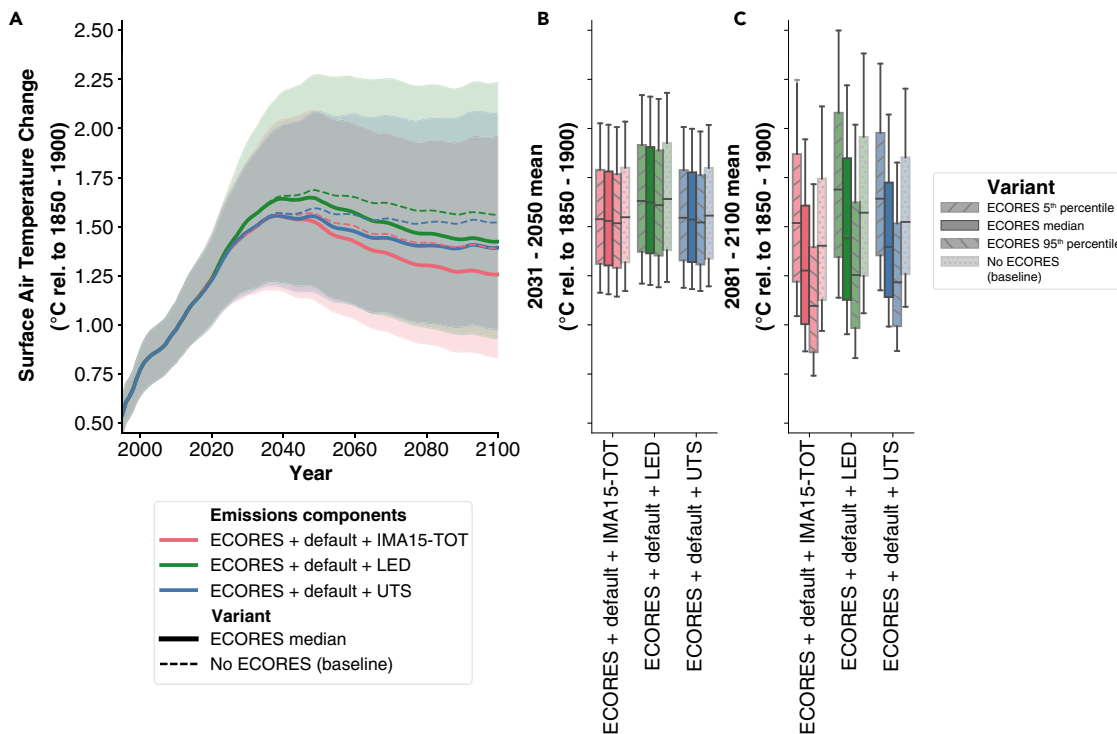 A
Surface Air Temperature Change
(°C rel. to 1850 - 1900)
2.50
2.25
2.00
1.75
1.50
1.25
1.00
0.75
0.50
2000
2020
2040
2060
2080
2100
Year
Emissions components
ECORES + default + IMA15-TOT
ECORES + default + LED
ECORES + default + UTS
Variant
ECORES median
No ECORES (baseline)
B
2031 - 2050 mean
(°C rel. to 1850 - 1900)
ECORES + default + IMA15-TOT
ECORES + default + LED
ECORES + default + UTS
C
2081 - 2100 mean
(°C rel. to 1850 - 1900)
ECORES + default + IMA15-TOT
ECORES + default + LED
ECORES + default + UTS
Variant
ECORES 5th percentile
ECORES median
ECORES 95th percentile
No ECORES
(baseline)